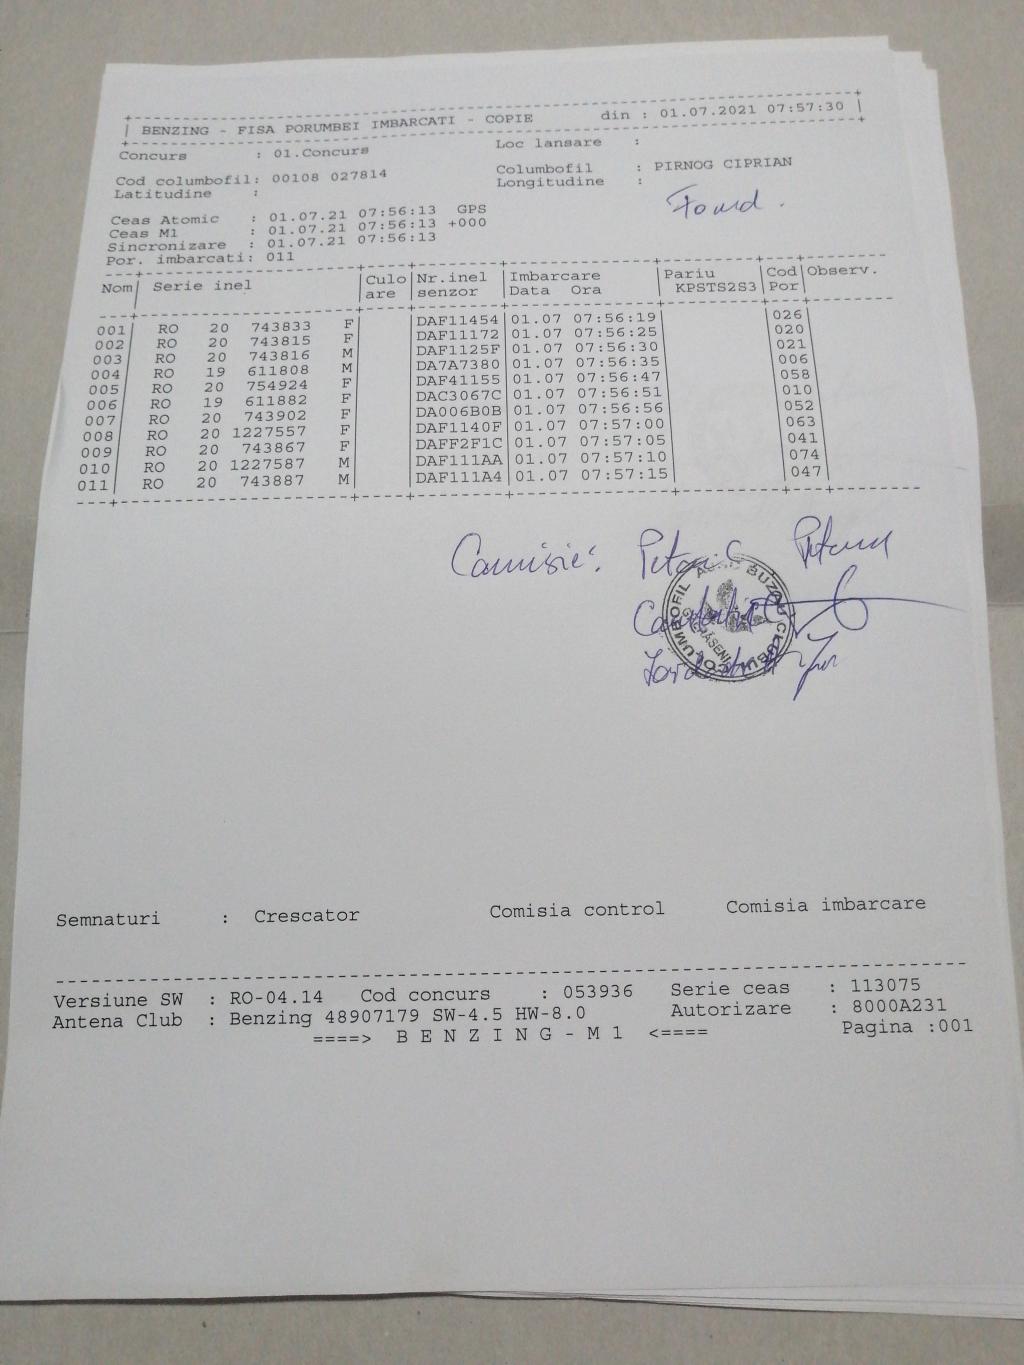 BENZING - FISA PORUMBEI IMBARCATI - COPIE din : 01.07.2021 07:57:30
Concurs : 01.Concurs Loc lansare :
Cod columbofil: 00108 027814 Columbofil : PIRNOG CIPRIAN
Latitudine : Longitudine :
Ceas Atomic : 01.07.21 07:56:13 GPS
Ceas M1 : 01.07.21 07:56:13 +000
Sincronizare : 01.07.21 07:56:13
Por. imbarcati: 011
Nom Serie inel Culo Nr.inel Imbarcare Pariu Cod Observ.
are senzor Data Ora KPSTS2S3 Por
001 RO 20 743833 F DAF11454 01.07 07:56:19 026
002 RO 20 743815 F DAF11172 01.07 07:56:25 020
003 RO 20 743816 M DAF1125F 01.07 07:56:30 021
004 RO 19 611808 M DA7A7380 01.07 07:56:35 006
005 RO 20 754924 F DAF41155 01.07 07:56:47 058
006 RO 19 611882 F DAC3067C 01.07 07:56:51 010
007 RO 20 743902 F DA006B0B 01.07 07:56:56 052
008 RO 20 1227557 F DAF1140F 01.07 07:57:00 063
009 RO 20 743867 F DAFF2F1C 01.07 07:57:05 041
010 RO 20 1227587 M DAF111AA 01.07 07:57:10 074
011 RO 20 743887 M DAF111A4 01.07 07:57:15 047
Comisie:
Semnaturi : Crescator Comisia control Comisia imbarcare
Versiune SW : RO-04.14 Cod concurs : 053936 Serie ceas : 113075
Antena Club : Benzing 48907179 SW-4.5 HW-8.0 Autorizare : 8000A231
====> B E N Z I N G - M 1 <==== Pagina :001